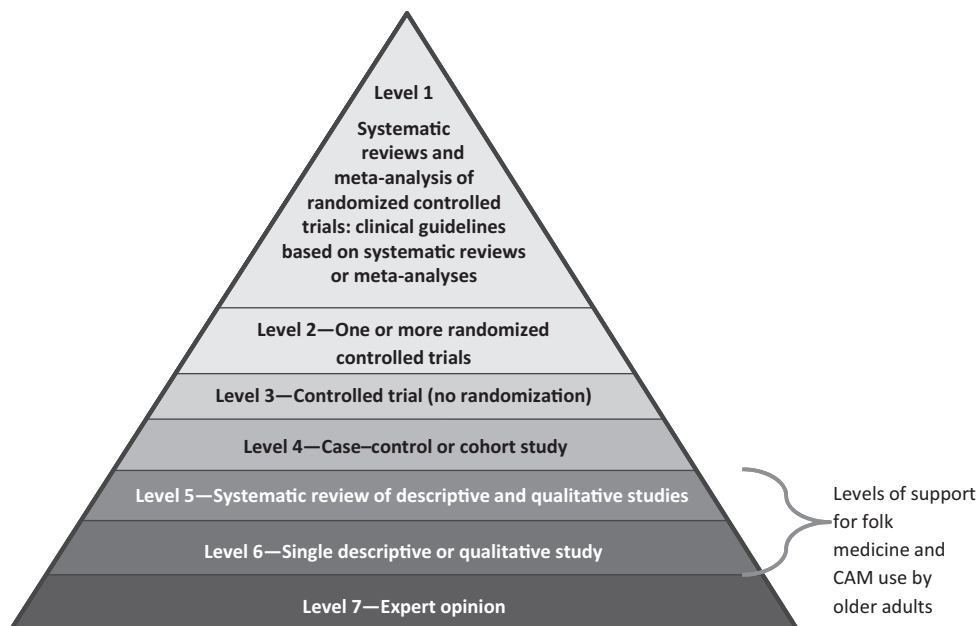 Level 1
Systematic
reviews and
meta-analysis of
randomized controlled
trials: clinical guidelines
based on systematic reviews
or meta-analyses
Level 2—One or more randomized
controlled trials
Level 3—Controlled trial (no randomization)
Level 4—Case–control or cohort study
Level 5—Systematic review of descriptive and qualitative studies
Level 6—Single descriptive or qualitative study
Level 7—Expert opinion
Levels of support
for folk
medicine and
CAM use by
older adults